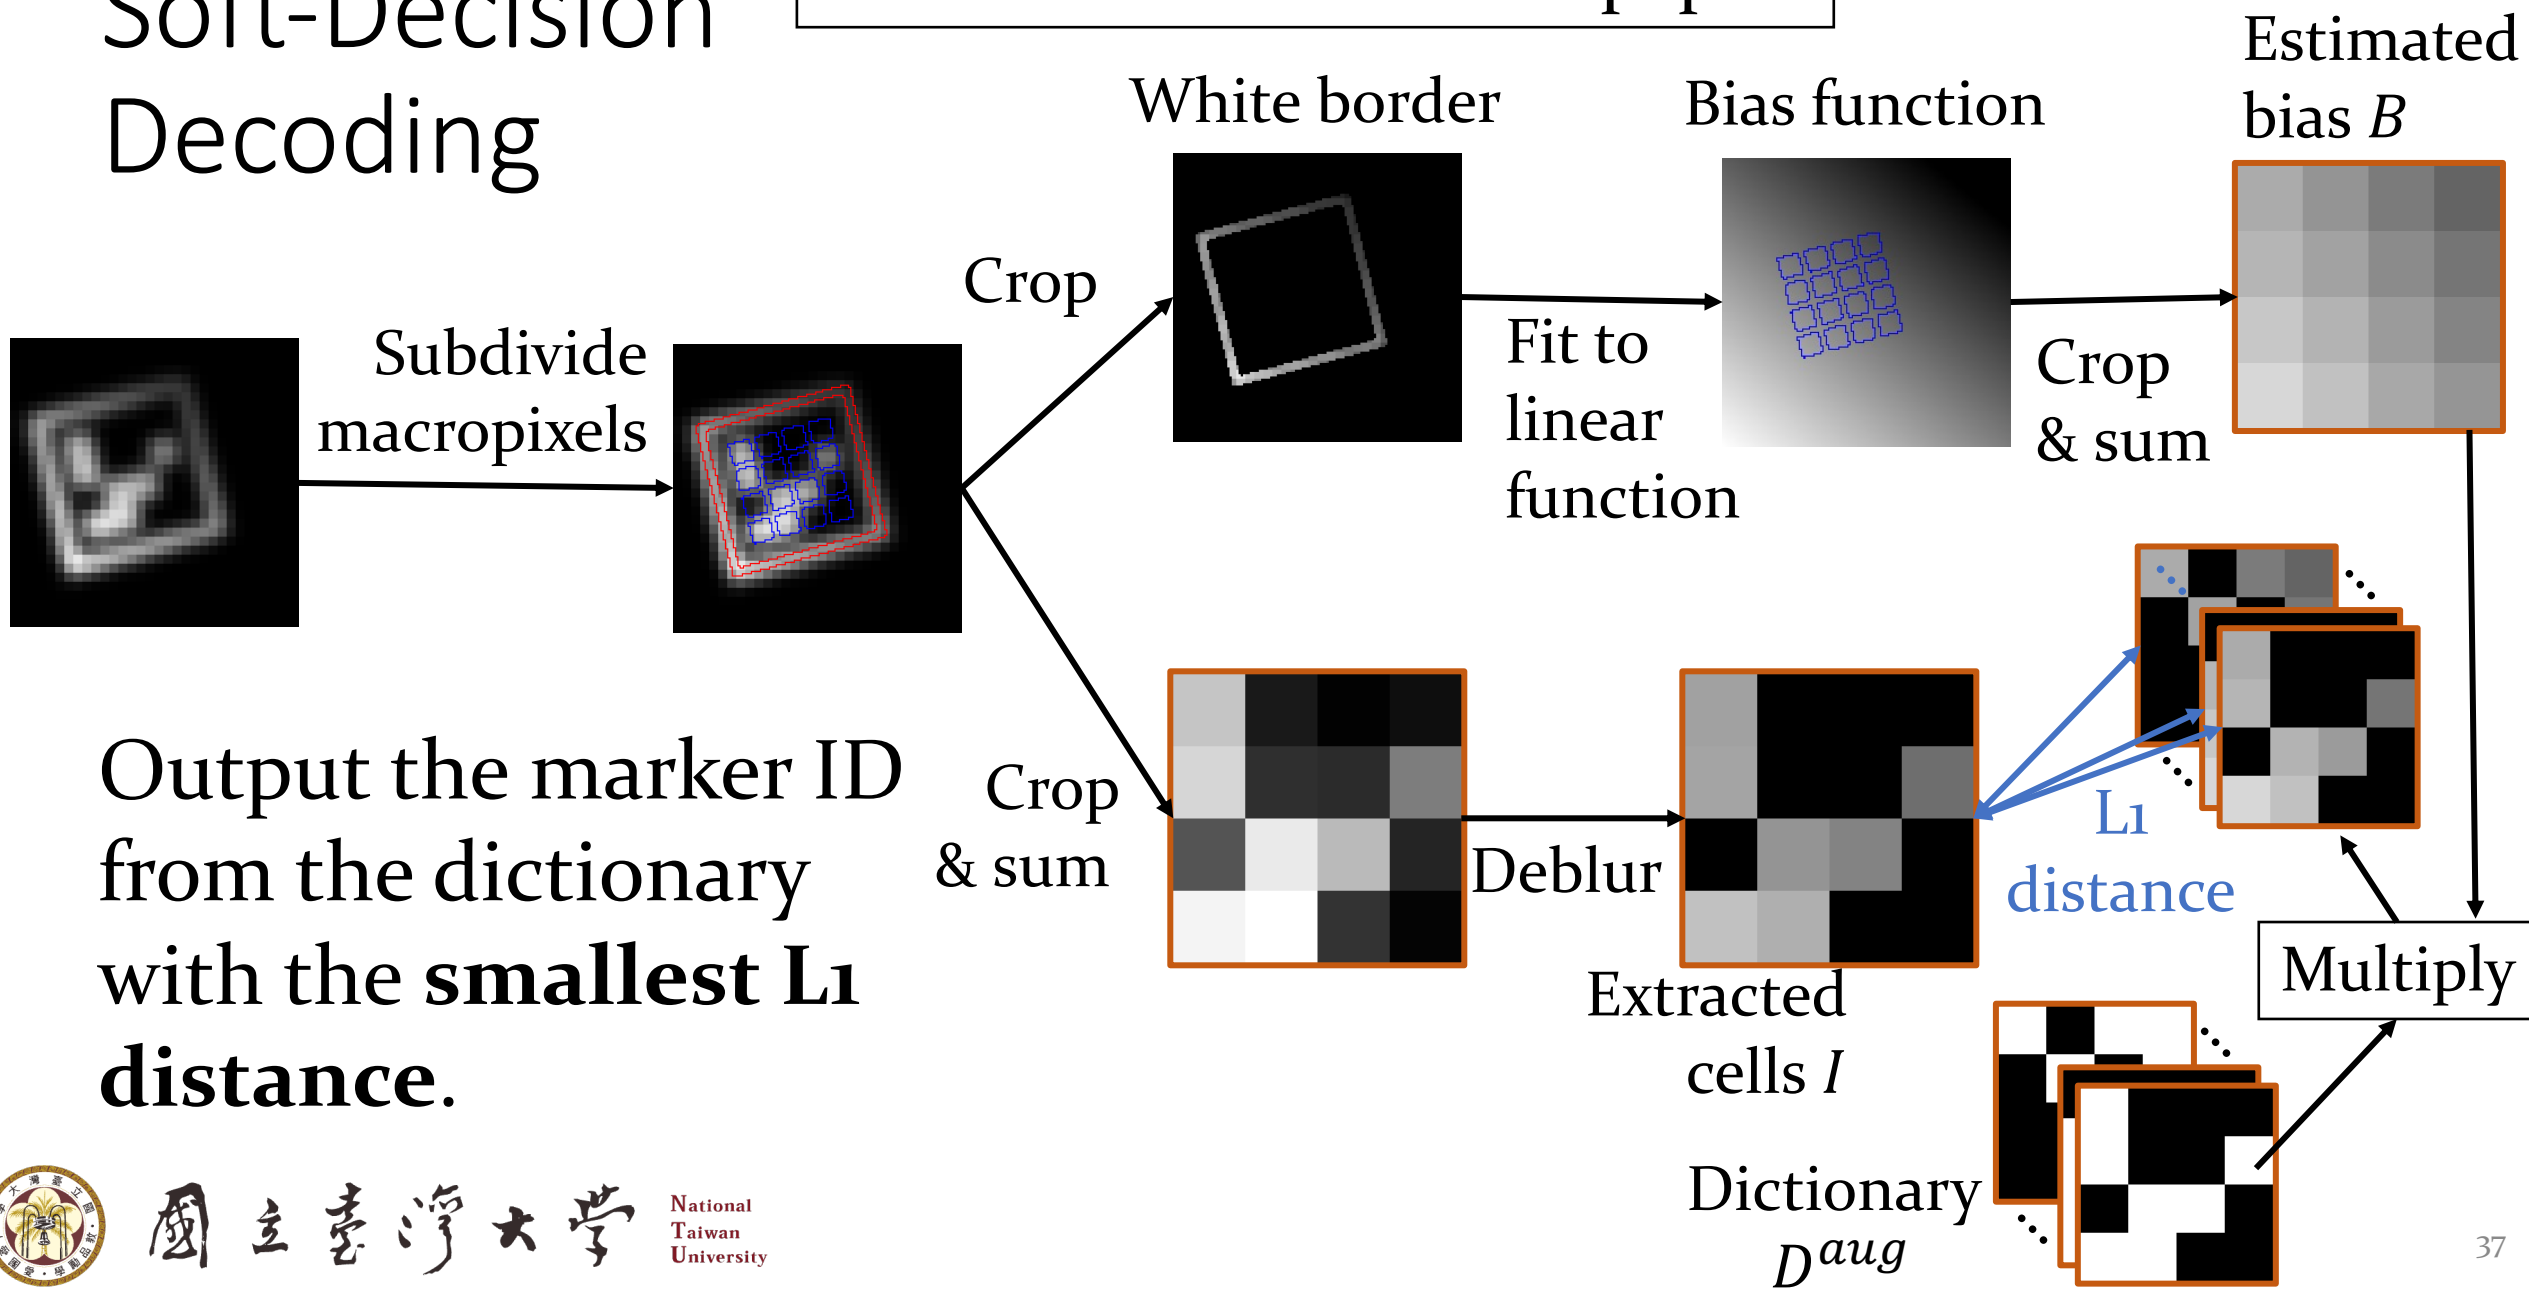 Soft-Decision
Decoding
White border
Bias function
Estimated
bias B
Crop
Subdivide
macropixels
Fit to
linear
function
Crop
& sum
Output the marker ID
from the dictionary
with the smallest L1
distance.
Crop
& sum
Deblur
L1
distance
Extracted
cells I
Multiply
Dictionary
D^aug
國立臺灣大學
National
Taiwan
University
37